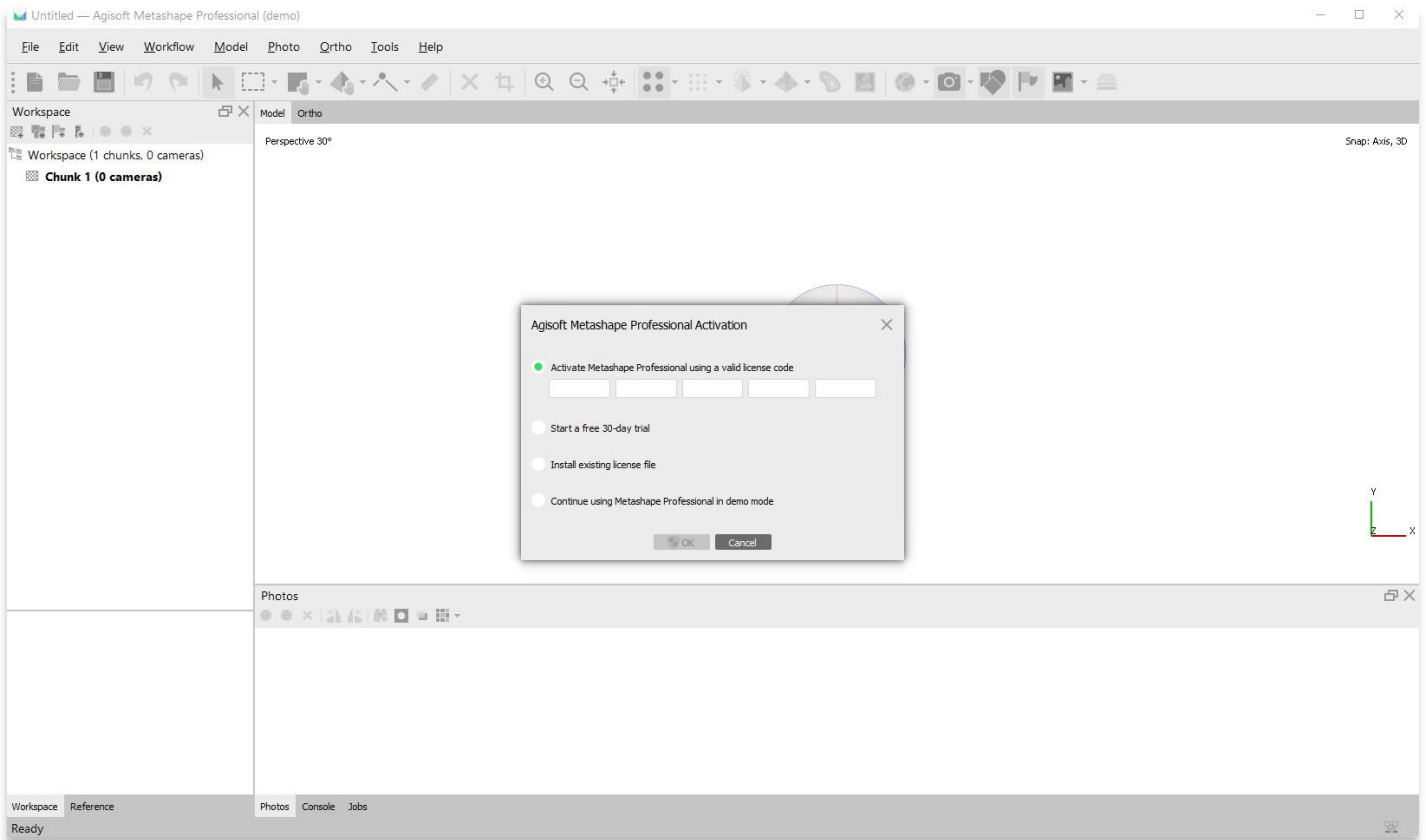 Untitled — Agisoft Metashape Professional (demo)
File Edit View Workflow Model Photo Ortho Tools Help
Workspace
Model Ortho
Perspective 30°
Snap: Axis, 3D
Workspace (1 chunks, 0 cameras)
Chunk 1 (0 cameras)
Agisoft Metashape Professional Activation
Activate Metashape Professional using a valid license code
Start a free 30-day trial
Install existing license file
Continue using Metashape Professional in demo mode
OK Cancel
Y
Z X
Photos
Workspace Reference
Photos Console Jobs
Ready